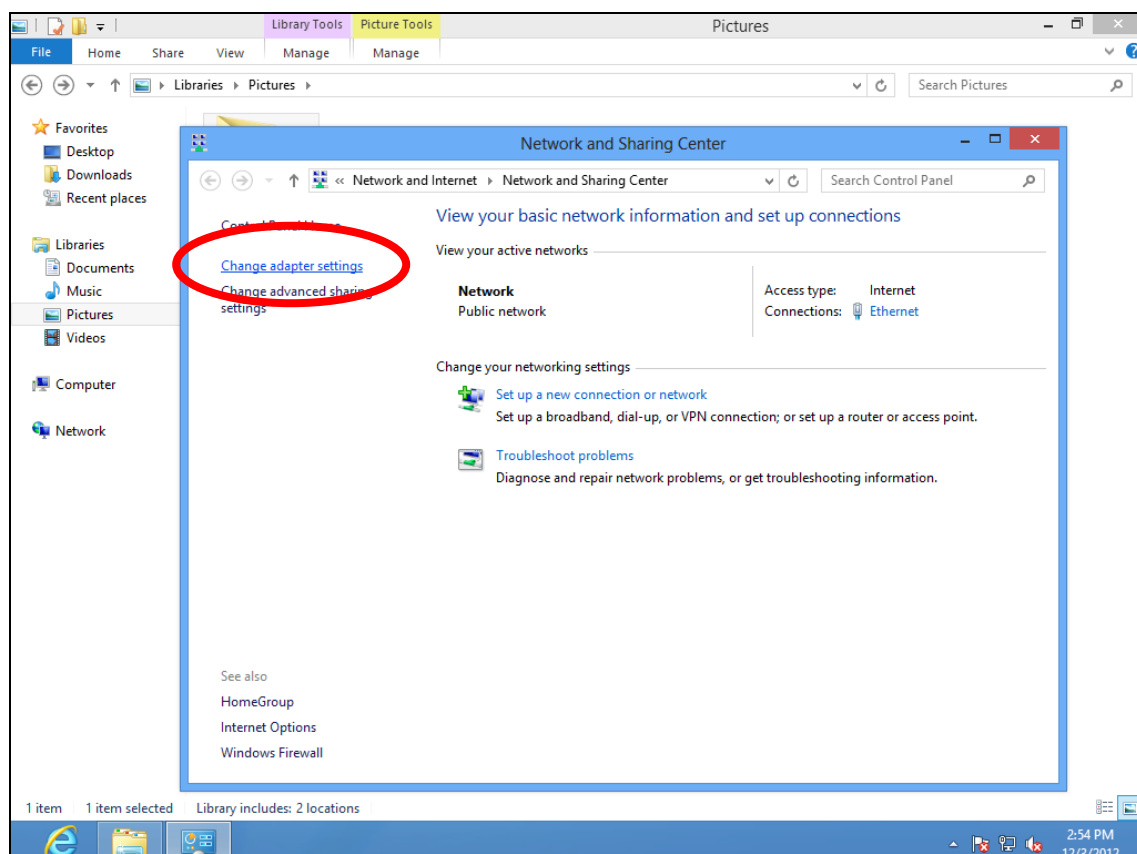 Library Tools
Picture Tools
Pictures
File
Home
Share
View
Manage
Manage
Libraries
Pictures
Search Pictures
Favorites
Desktop
Downloads
Recent places
Libraries
Documents
Music
Pictures
Videos
Computer
Network
Network and Sharing Center
« Network and Internet
Network and Sharing Center
Search Control Panel
Control Panel Home
Change adapter settings
Change advanced sharing
settings
View your basic network information and set up connections
View your active networks
Network
Public network
Access type: Internet
Connections: Ethernet
Change your networking settings
Set up a new connection or network
Set up a broadband, dial-up, or VPN connection; or set up a router or access point.
Troubleshoot problems
Diagnose and repair network problems, or get troubleshooting information.
See also
HomeGroup
Internet Options
Windows Firewall
1 item
1 item selected
Library includes: 2 locations
2:54 PM
12/3/2012